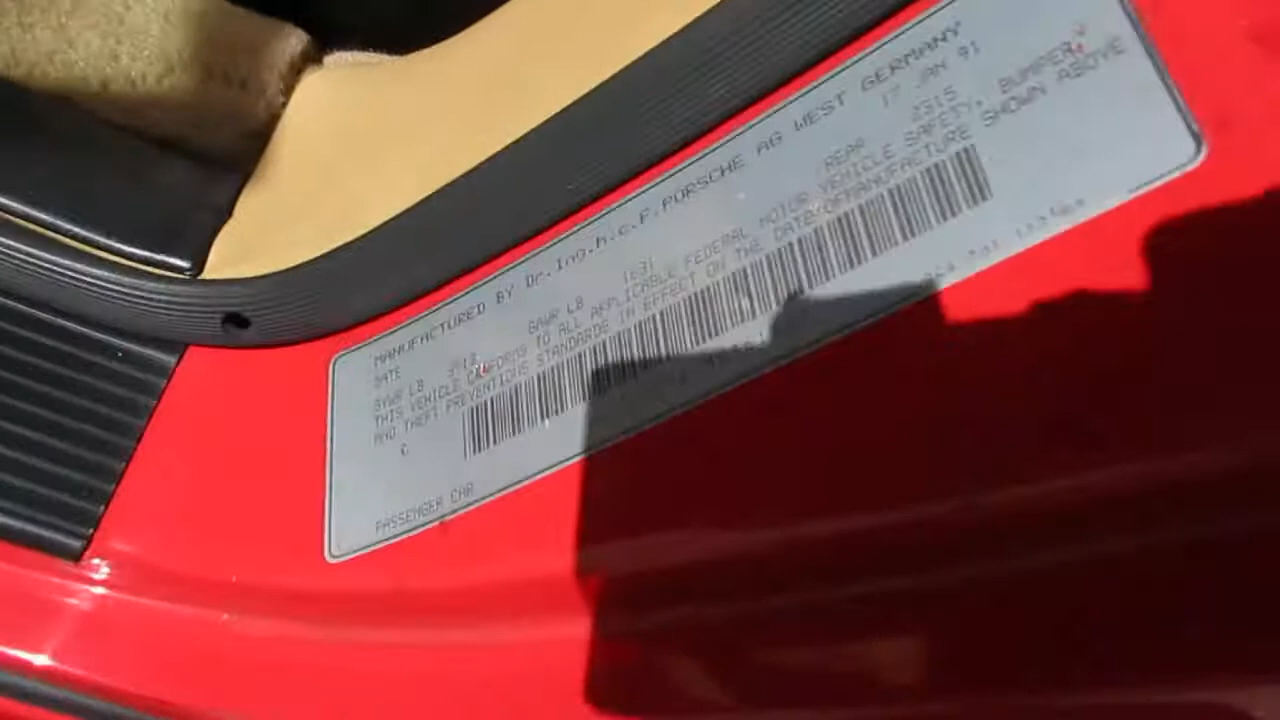 MANUFACTURED BY Dr.Ing.h.c.F.PORSCHE AG WEST GERMANY
DATE 17 JAN 91
GVWR LB GAWR LB 1631 REAR 2315
THIS VEHICLE CONFORMS TO ALL APPLICABLE FEDERAL MOTOR VEHICLE SAFETY, BUMPER,
AND THEFT PREVENTIONS STANDARDS IN EFFECT ON THE DATE OF MANUFACTURE SHOWN ABOVE
C
PASSENGER CAR